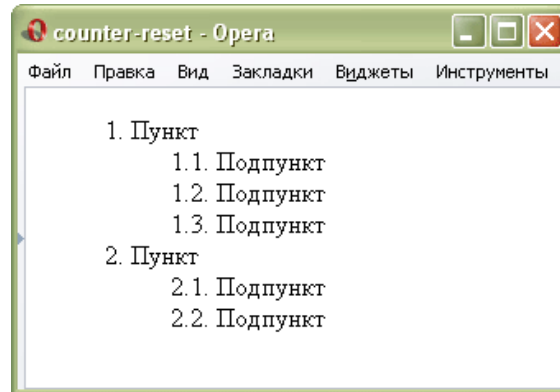 counter-reset - Opera
Файл Правка Вид Закладки Виджеты Инструменты
1. Пункт
1.1. Подпункт
1.2. Подпункт
1.3. Подпункт
2. Пункт
2.1. Подпункт
2.2. Подпункт